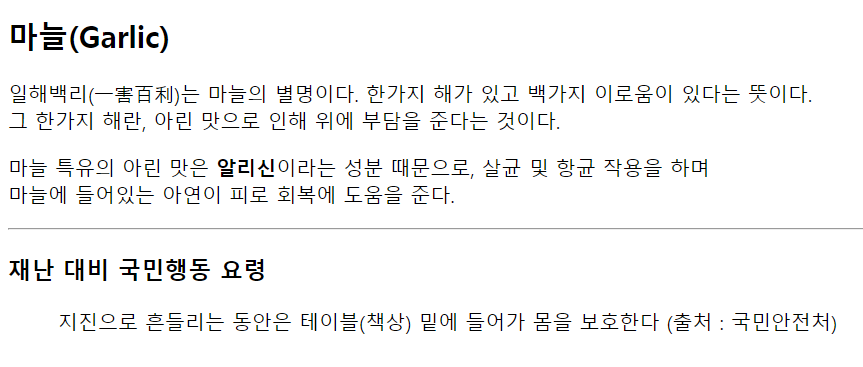 마늘(Garlic)
일해백리(一害百利)는 마늘의 별명이다. 한가지 해가 있고 백가지 이로움이 있다는 뜻이다.
그 한가지 해란, 아린 맛으로 인해 위에 부담을 준다는 것이다.
마늘 특유의 아린 맛은 알리신이라는 성분 때문으로, 살균 및 항균 작용을 하며
마늘에 들어있는 아연이 피로 회복에 도움을 준다.
재난 대비 국민행동 요령
지진으로 흔들리는 동안은 테이블(책상) 밑에 들어가 몸을 보호한다 (출처 : 국민안전처)